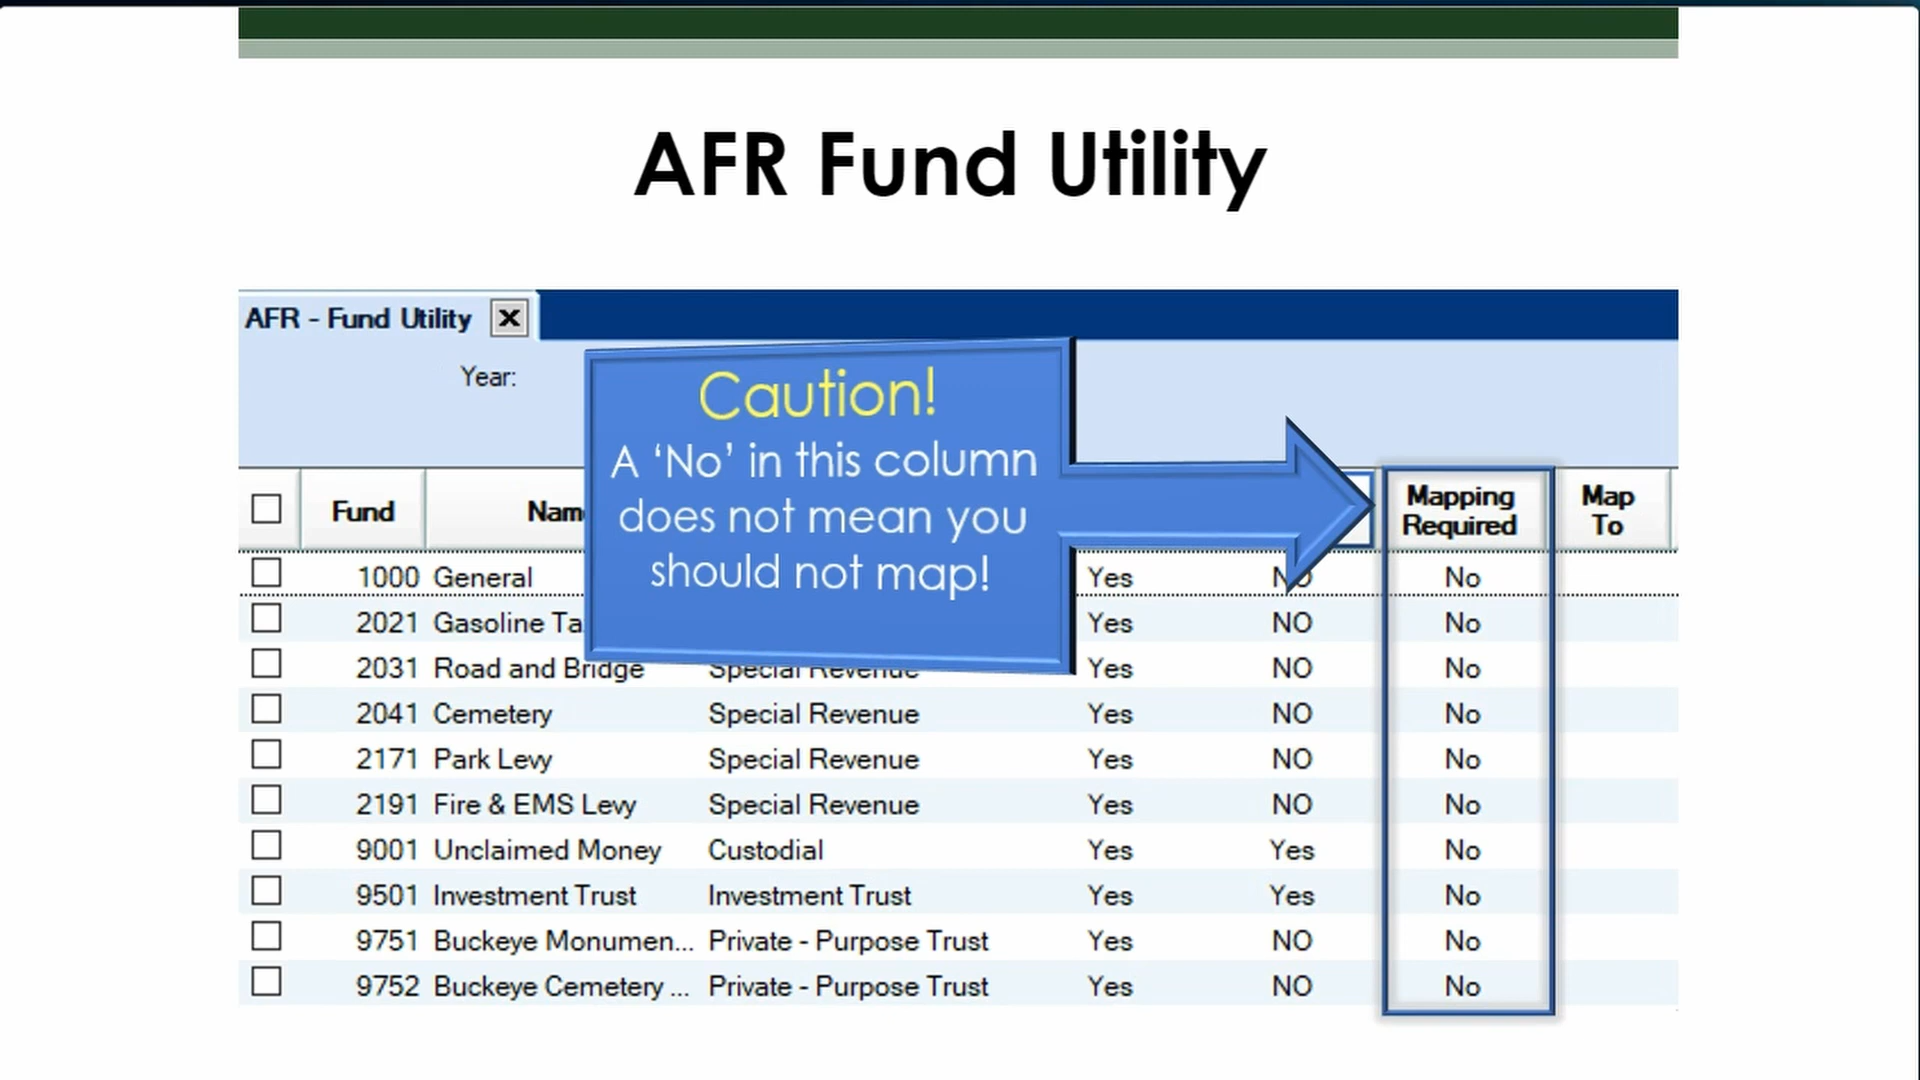 AFR Fund Utility
AFR - Fund Utility
Year:
Caution!
A ‘No’ in this column
does not mean you
should not map!
Fund Mapping Required Map To
1000 General Yes NO No
2021 Gasoline Yes NO No
2031 Road and Bridge Special Revenue Yes NO No
2041 Cemetery Special Revenue Yes NO No
2171 Park Levy Special Revenue Yes NO No
2191 Fire & EMS Levy Special Revenue Yes NO No
9001 Unclaimed Money Custodial Yes Yes No
9501 Investment Trust Investment Trust Yes Yes No
9751 Buckeye Monumen... Private - Purpose Trust Yes NO No
9752 Buckeye Cemetery ... Private - Purpose Trust Yes NO No